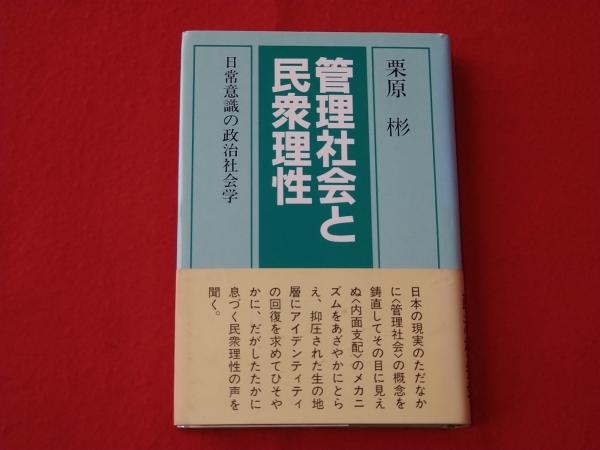 栗原 彬
管理社会と
民衆理性
日常意識の政治社会学
日本の現実のただなか
に〈管理社会〉の概念を
鋳直してその目に見え
ぬ〈内面支配〉のメカニ
ズムをあざやかにとら
え、抑圧された生の地
層にアイデンティティ
の回復を求めてひそや
かに、だがしたたかに
息づく民衆理性の声を
聞く。